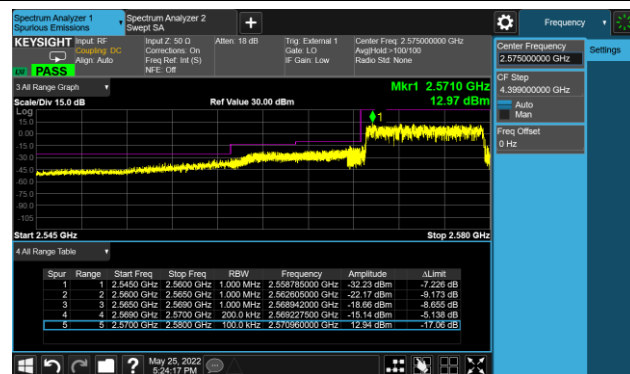 Spectrum Analyzer 1
Spurious Emissions
Spectrum Analyzer 2
Swept SA
Frequency
KEYSIGHT
Input: RF
Coupling: DC
Align: Auto
Input Z: 50 Ω
Corrections: On
Freq Ref: Int (S)
NFE: Off
Atten: 18 dB
Trig: External 1
Gate: LO
IF Gain: Low
Center Freq: 2.575000000 GHz
Avg|Hold:>100/100
Radio Std: None
LW PASS
Center Frequency
2.575000000 GHz
Settings
CF Step
4.399000000 GHz
Auto
Man
Freq Offset
0 Hz
3 All Range Graph
Mkr1 2.5710 GHz
Scale/Div 15.0 dB
Ref Value 30.00 dBm
12.97 dBm
Log
15.0
0.00
-15.0
-30.0
-45.0
-60.0
-75.0
-90.0
-105
1
Start 2.545 GHz
Stop 2.580 GHz
4 All Range Table
Spur Range Start Freq Stop Freq RBW Frequency Amplitude ΔLimit
1 1 2.5450 GHz 2.5600 GHz 1.000 MHz 2.558785000 GHz -32.23 dBm -7.226 dB
2 2 2.5600 GHz 2.5650 GHz 1.000 MHz 2.562605000 GHz -22.17 dBm -9.173 dB
3 3 2.5650 GHz 2.5690 GHz 1.000 MHz 2.568942000 GHz -18.66 dBm -8.655 dB
4 4 2.5690 GHz 2.5700 GHz 200.0 kHz 2.569227500 GHz -15.14 dBm -5.138 dB
5 5 2.5700 GHz 2.5800 GHz 100.0 kHz 2.570960000 GHz 12.94 dBm -17.06 dB
May 25, 2022
5:24:17 PM